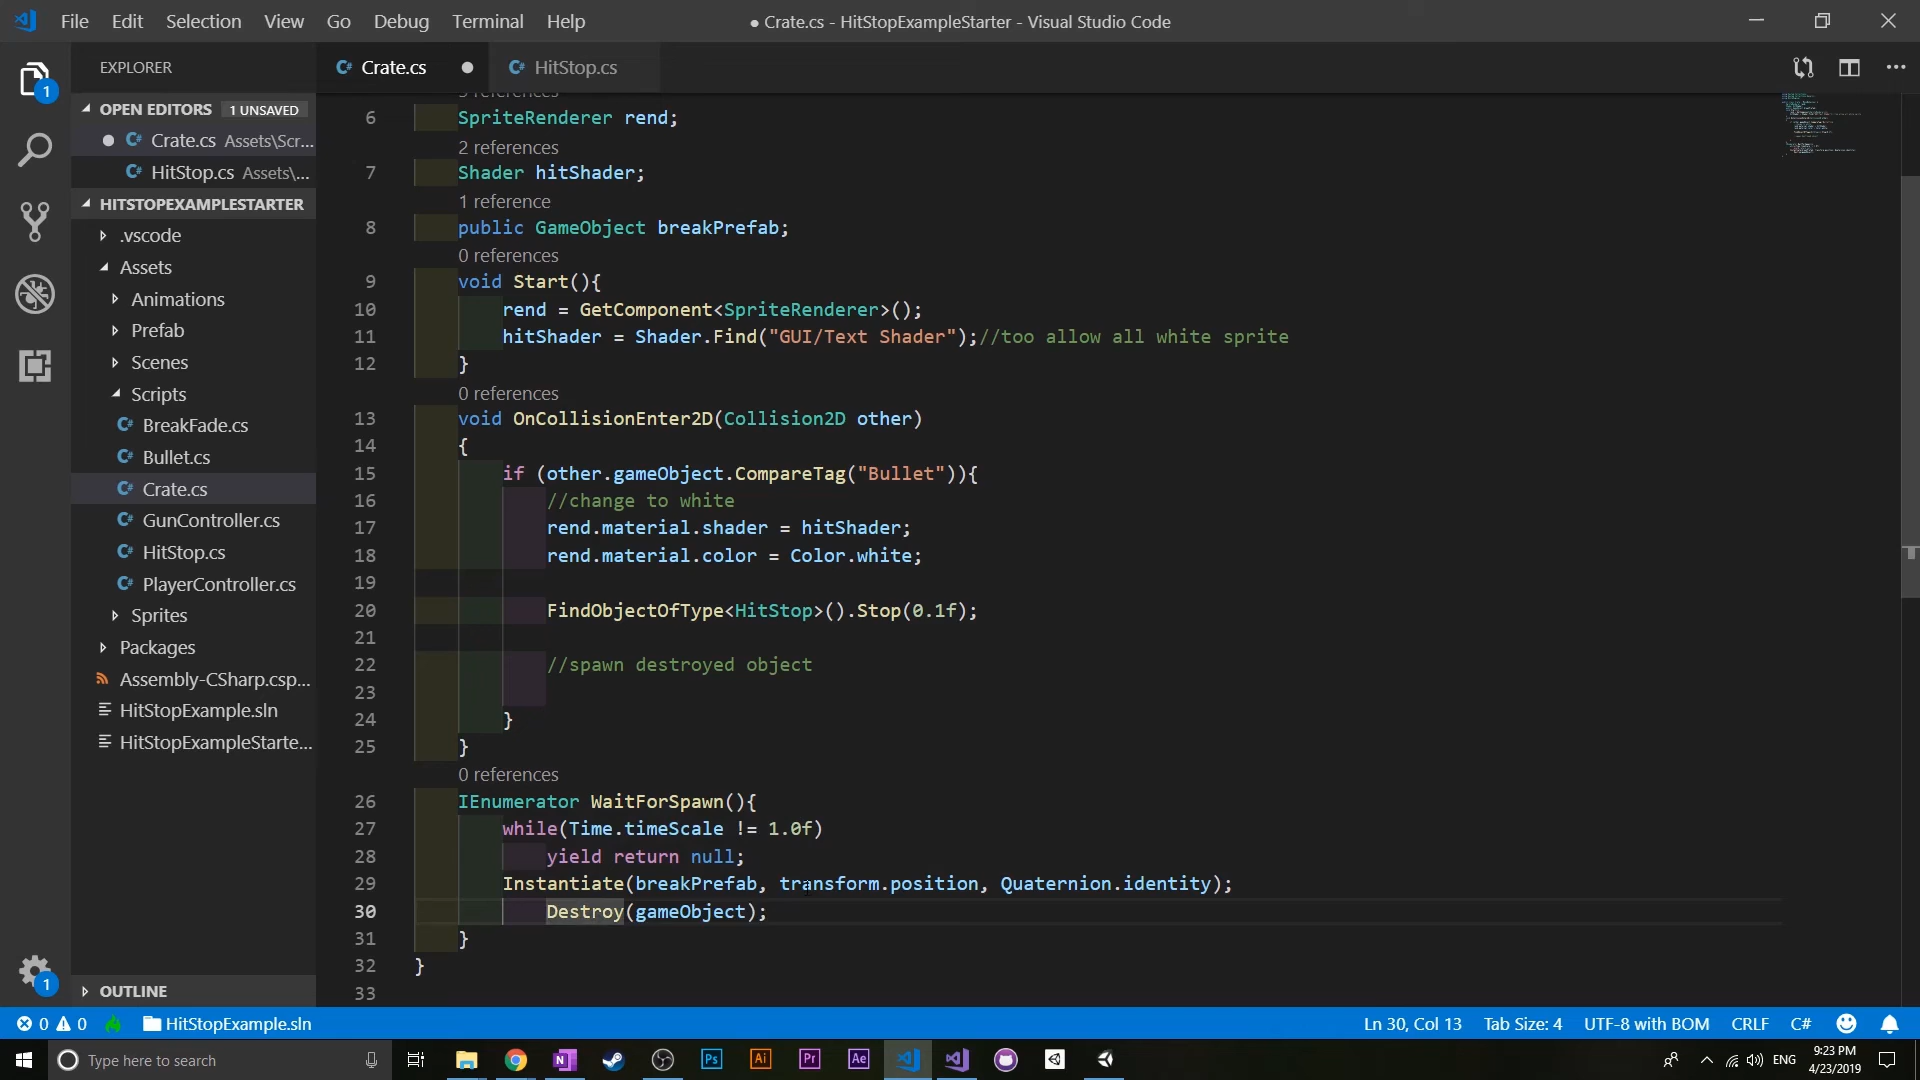 File Edit Selection View Go Debug Terminal Help
● Crate.cs - HitStopExampleStarter - Visual Studio Code
EXPLORER
Crate.cs
HitStop.cs
OPEN EDITORS 1 UNSAVED
Crate.cs Assets\Scr...
HitStop.cs Assets\...
HITSTOPEXAMPLESTARTER
.vscode
Assets
Animations
Prefab
Scenes
Scripts
BreakFade.cs
Bullet.cs
Crate.cs
GunController.cs
HitStop.cs
PlayerController.cs
Sprites
Packages
Assembly-CSharp.csp...
HitStopExample.sln
HitStopExampleStarte...
OUTLINE
1
1
6 SpriteRenderer rend;
2 references
7 Shader hitShader;
1 reference
8 public GameObject breakPrefab;
0 references
9 void Start(){
10 rend = GetComponent<SpriteRenderer>();
11 hitShader = Shader.Find("GUI/Text Shader");//too allow all white sprite
12 }
0 references
13 void OnCollisionEnter2D(Collision2D other)
14 {
15 if (other.gameObject.CompareTag("Bullet")){
16 //change to white
17 rend.material.shader = hitShader;
18 rend.material.color = Color.white;
19
20 FindObjectOfType<HitStop>().Stop(0.1f);
21
22 //spawn destroyed object
23
24 }
25 }
0 references
26 IEnumerator WaitForSpawn(){
27 while(Time.timeScale != 1.0f)
28 yield return null;
29 Instantiate(breakPrefab, transform.position, Quaternion.identity);
30 Destroy(gameObject);
31 }
32 }
33
0 0 HitStopExample.sln
Ln 30, Col 13 Tab Size: 4 UTF-8 with BOM CRLF C#
Type here to search
Ps Ai Pr Ae
ENG
9:23 PM
4/23/2019